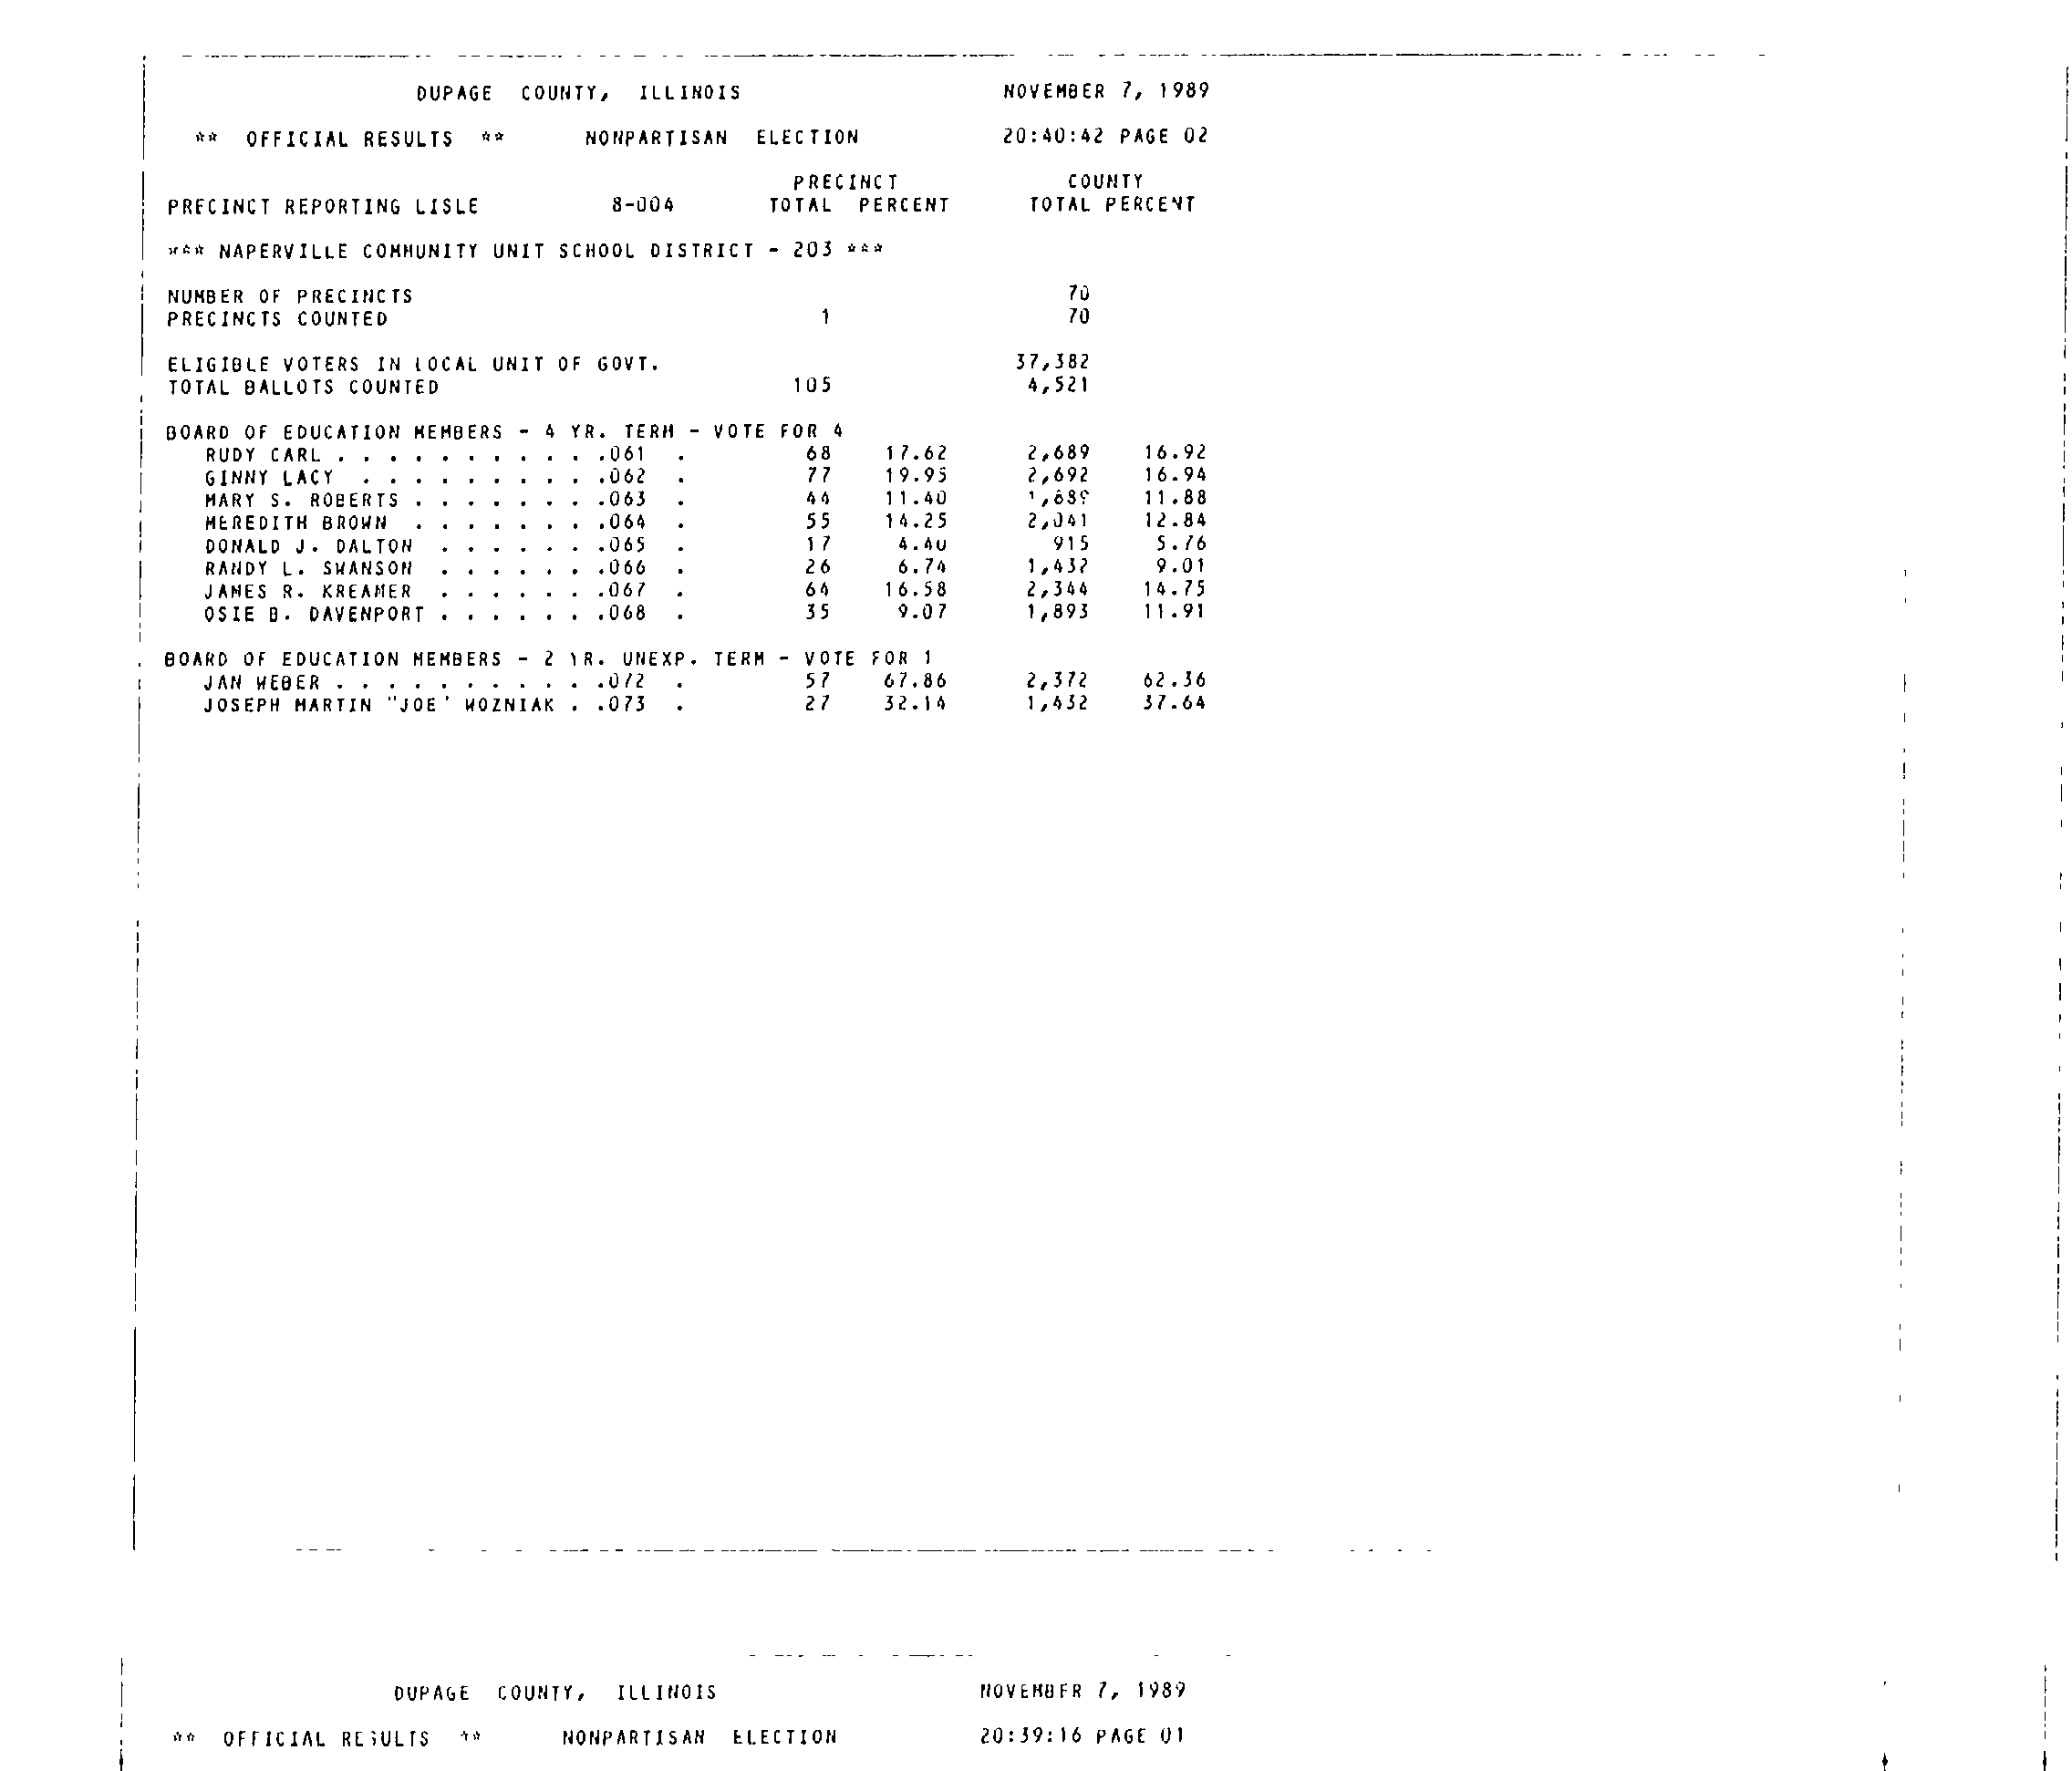 DUPAGE COUNTY, ILLINOIS NOVEMBER 7, 1989
** OFFICIAL RESULTS ** NONPARTISAN ELECTION 20:40:42 PAGE 02
PRECINCT COUNTY
PRECINCT REPORTING LISLE 8-004 TOTAL PERCENT TOTAL PERCENT
*** NAPERVILLE COMMUNITY UNIT SCHOOL DISTRICT - 203 ***
NUMBER OF PRECINCTS 70
PRECINCTS COUNTED 1 70
ELIGIBLE VOTERS IN LOCAL UNIT OF GOVT. 37,382
TOTAL BALLOTS COUNTED 105 4,521
BOARD OF EDUCATION MEMBERS - 4 YR. TERM - VOTE FOR 4
RUDY CARL . . . . . . . . . . .061 . 68 17.62 2,689 16.92
GINNY LACY . . . . . . . . . .062 . 77 19.95 2,692 16.94
MARY S. ROBERTS . . . . . . . .063 . 44 11.40 1,889 11.88
MEREDITH BROWN . . . . . . . .064 . 55 14.25 2,041 12.84
DONALD J. DALTON . . . . . . .065 . 17 4.40 915 5.76
RANDY L. SWANSON . . . . . . .066 . 26 6.74 1,432 9.01
JAMES R. KREAMER . . . . . . .067 . 64 16.58 2,344 14.75
OSIE B. DAVENPORT . . . . . . .068 . 35 9.07 1,893 11.91
BOARD OF EDUCATION MEMBERS - 2 YR. UNEXP. TERM - VOTE FOR 1
JAN WEBER . . . . . . . . . . .072 . 57 67.86 2,372 62.36
JOSEPH MARTIN "JOE" WOZNIAK . .073 . 27 32.14 1,432 37.64
DUPAGE COUNTY, ILLINOIS NOVEMBER 7, 1989
** OFFICIAL RESULTS ** NONPARTISAN ELECTION 20:39:16 PAGE 01